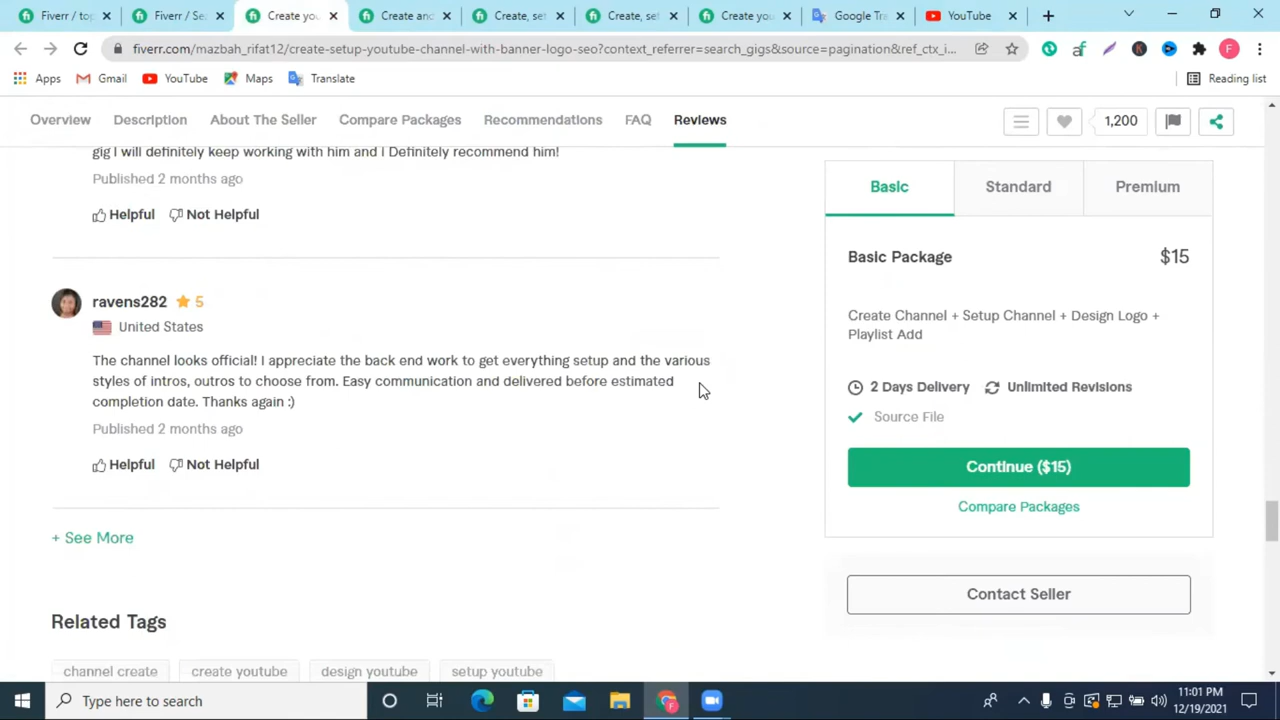 Fiverr / top
Fiverr / Sea
Create you
Create and
Create, set
Create, set
Create you
Google Tra
YouTube
fiverr.com/mazbah_rifat12/create-setup-youtube-channel-with-banner-logo-seo?context_referrer=search_gigs&source=pagination&ref_ctx_i...
F
Apps
Gmail
YouTube
Maps
Translate
Reading list
Overview
Description
About The Seller
Compare Packages
Recommendations
FAQ
Reviews
1,200
gig I will definitely keep working with him and I Definitely recommend him!
Published 2 months ago
Helpful
Not Helpful
ravens282
5
United States
The channel looks official! I appreciate the back end work to get everything setup and the various
styles of intros, outros to choose from. Easy communication and delivered before estimated
completion date. Thanks again :)
Published 2 months ago
Helpful
Not Helpful
+ See More
Related Tags
channel create
create youtube
design youtube
setup youtube
Basic
Standard
Premium
Basic Package
$15
Create Channel + Setup Channel + Design Logo +
Playlist Add
2 Days Delivery
Unlimited Revisions
Source File
Continue ($15)
Compare Packages
Contact Seller
Type here to search
11:01 PM
12/19/2021